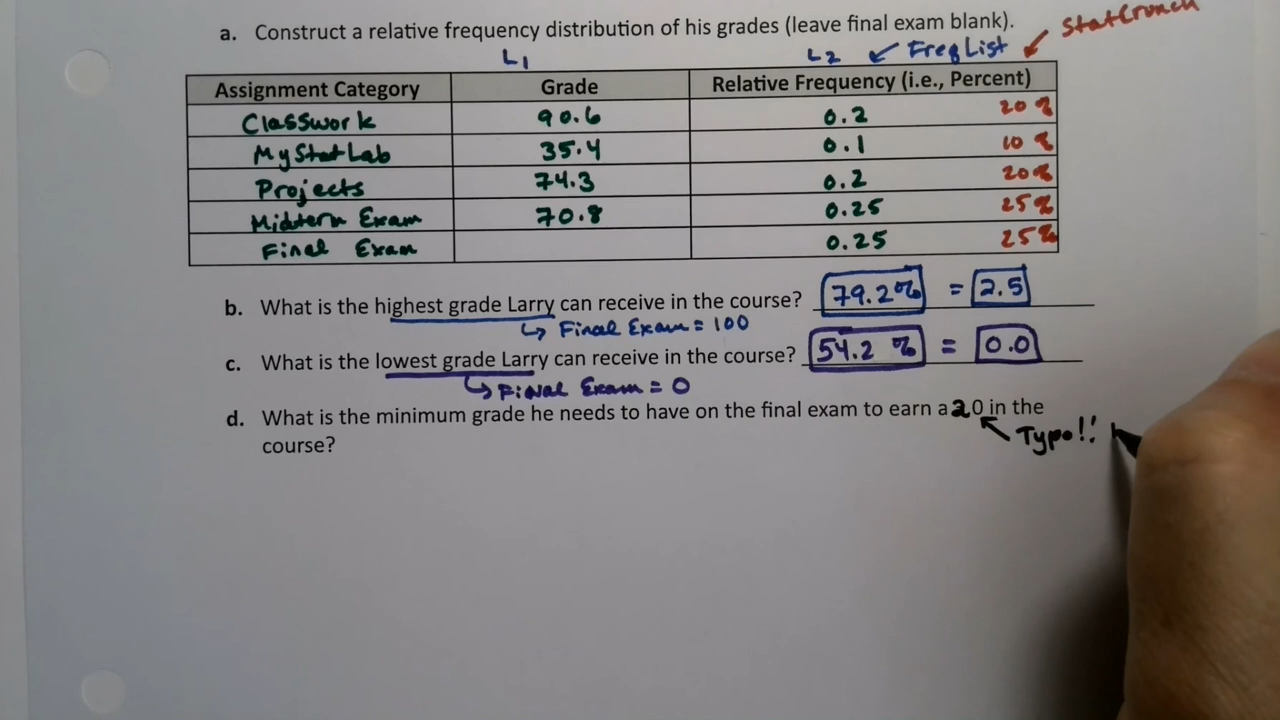 a. Construct a relative frequency distribution of his grades (leave final exam blank).
StatCrunch
L1 L2 ↙ FreqList
Assignment Category Grade Relative Frequency (i.e., Percent)
Classwork 90.6 0.2 20%
MyStatLab 35.4 0.1 10%
Projects 74.3 0.2 20%
Midterm Exam 70.8 0.25 25%
Final Exam 0.25 25%
b. What is the highest grade Larry can receive in the course? 79.2% = 2.5
↳ Final Exam = 100
c. What is the lowest grade Larry can receive in the course? 54.2 % = 0.0
↳ Final Exam = 0
d. What is the minimum grade he needs to have on the final exam to earn a 2.0 in the
Typo!!
course?